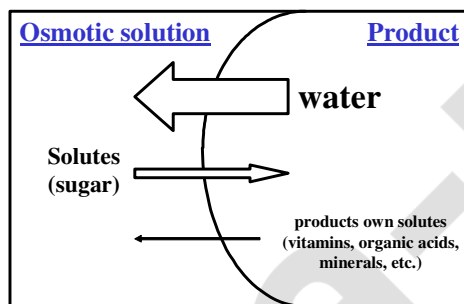 Osmotic solution
Product
water
Solutes
(sugar)
products own solutes
(vitamins, organic acids,
minerals, etc.)